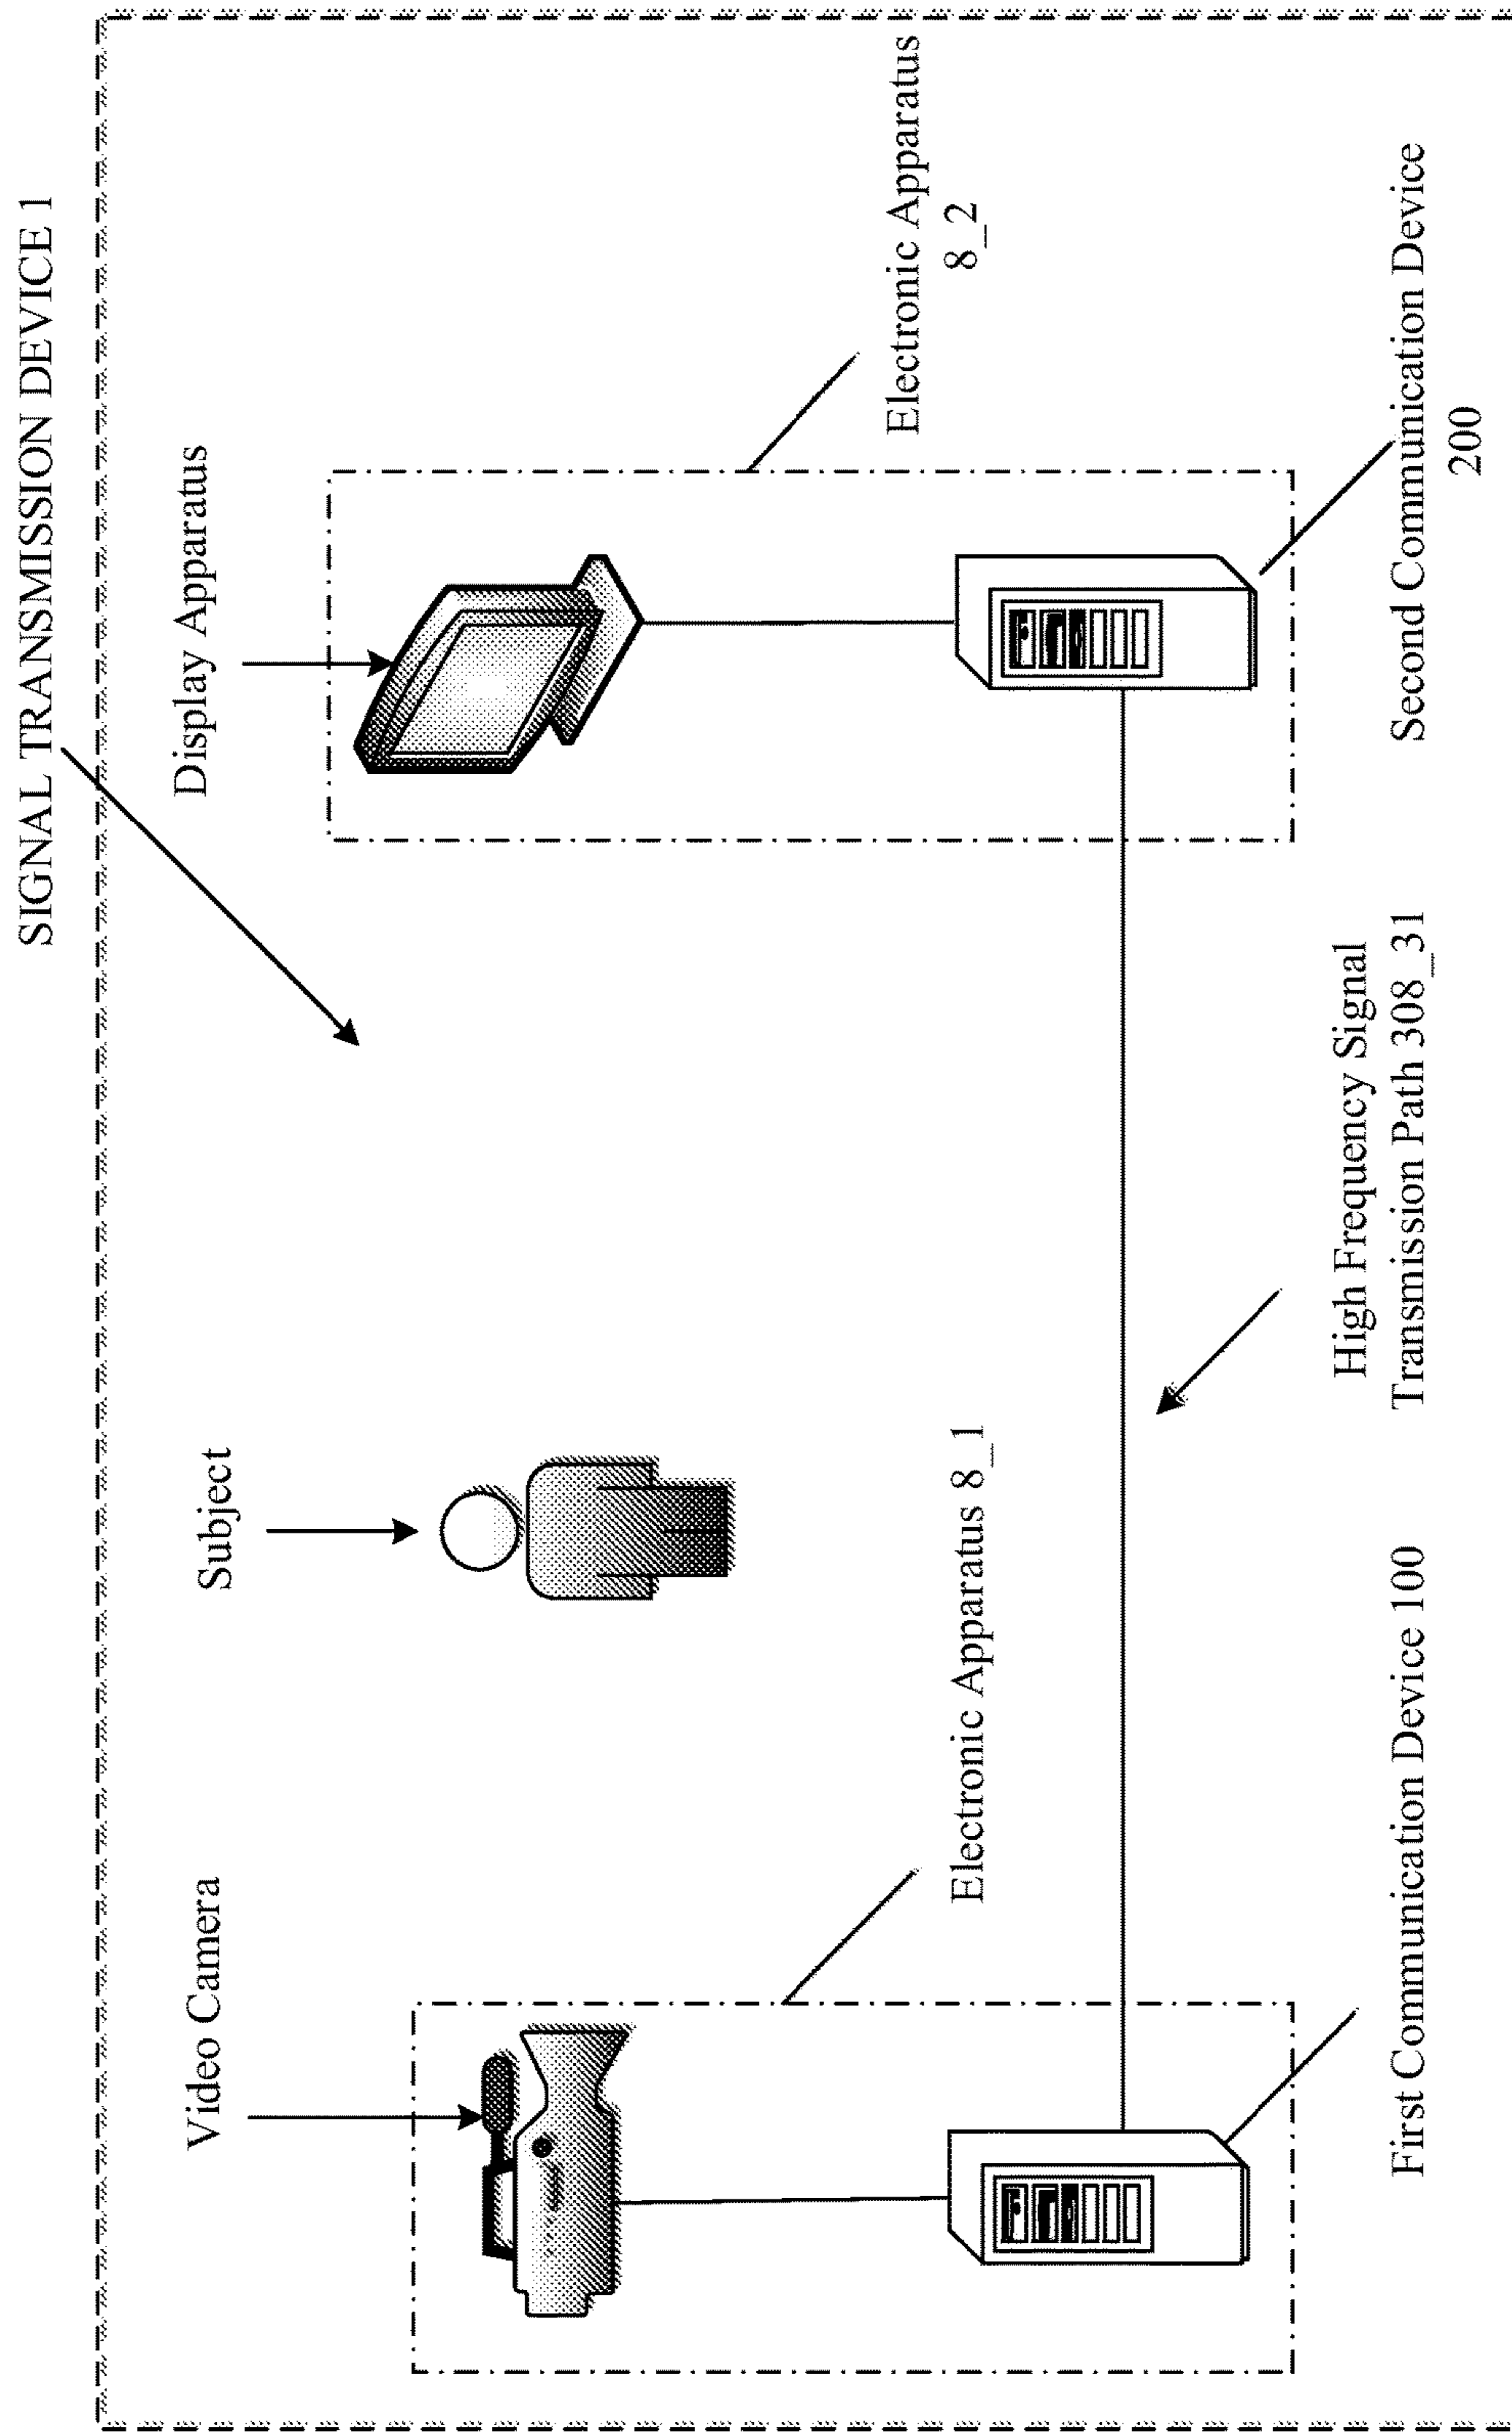 SIGNAL TRANSMISSION DEVICE 1
Video Camera
Subject
Display Apparatus
Electronic Apparatus
8_2
Electronic Apparatus 8_1
High Frequency Signal
Transmission Path 308_31
First Communication Device 100
Second Communication Device
200